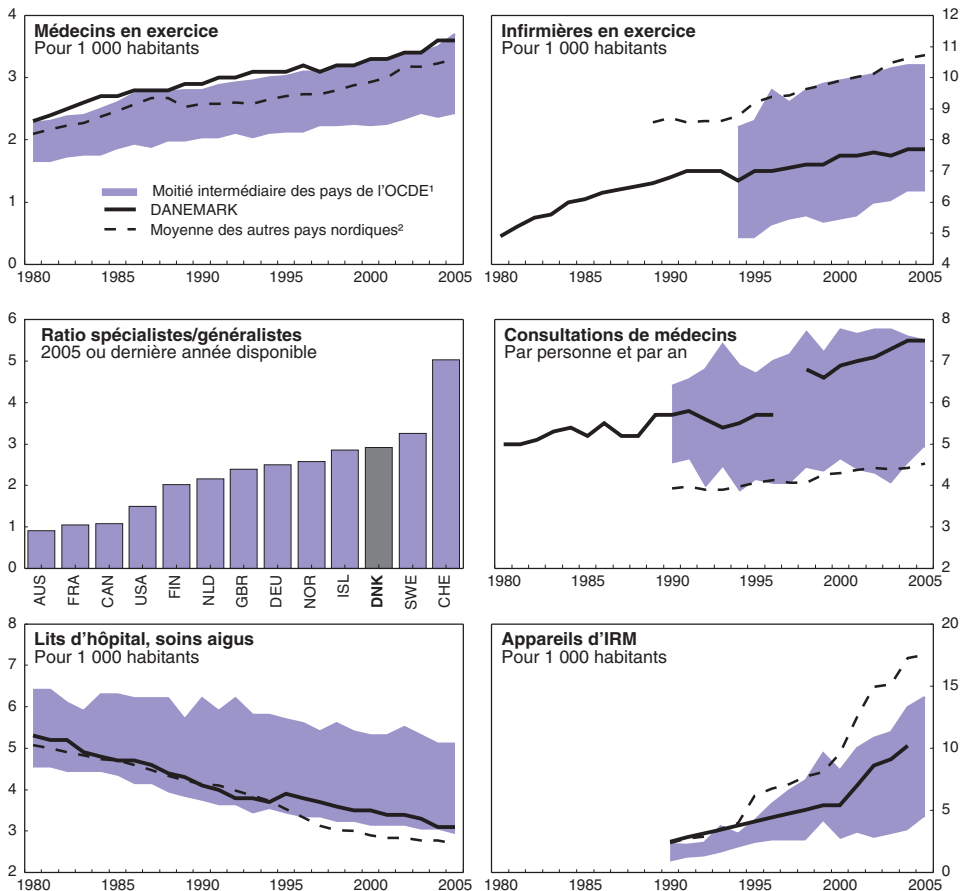 Médecins en exercice
Pour 1 000 habitants
4
3
2
1
0
1980 1985 1990 1995 2000 2005
Moitié intermédiaire des pays de l'OCDE¹
DANEMARK
Moyenne des autres pays nordiques²
Infirmières en exercice
Pour 1 000 habitants
12
11
10
9
8
7
6
5
4
1980 1985 1990 1995 2000 2005
Ratio spécialistes/généralistes
2005 ou dernière année disponible
6
5
4
3
2
1
0
AUS FRA CAN USA FIN NLD GBR DEU NOR ISL DNK SWE CHE
Consultations de médecins
Par personne et par an
8
7
6
5
4
3
2
1980 1985 1990 1995 2000 2005
Lits d'hôpital, soins aigus
Pour 1 000 habitants
8
7
6
5
4
3
2
1980 1985 1990 1995 2000 2005
Appareils d'IRM
Pour 1 000 habitants
20
15
10
5
0
1980 1985 1990 1995 2000 2005